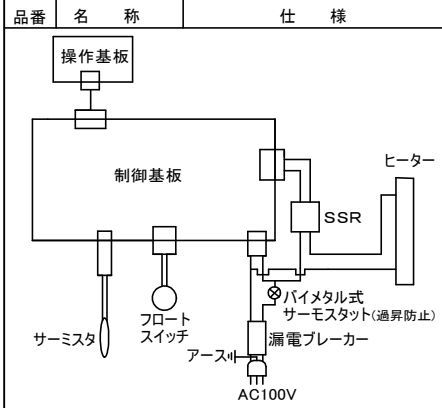 品番 名 称 仕 様
操作基板
制御基板
ヒーター
SSR
サーミスタ
フロート
スイッチ
バイメタル式
サーモスタット(過昇防止)
漏電ブレーカー
アース
AC100V